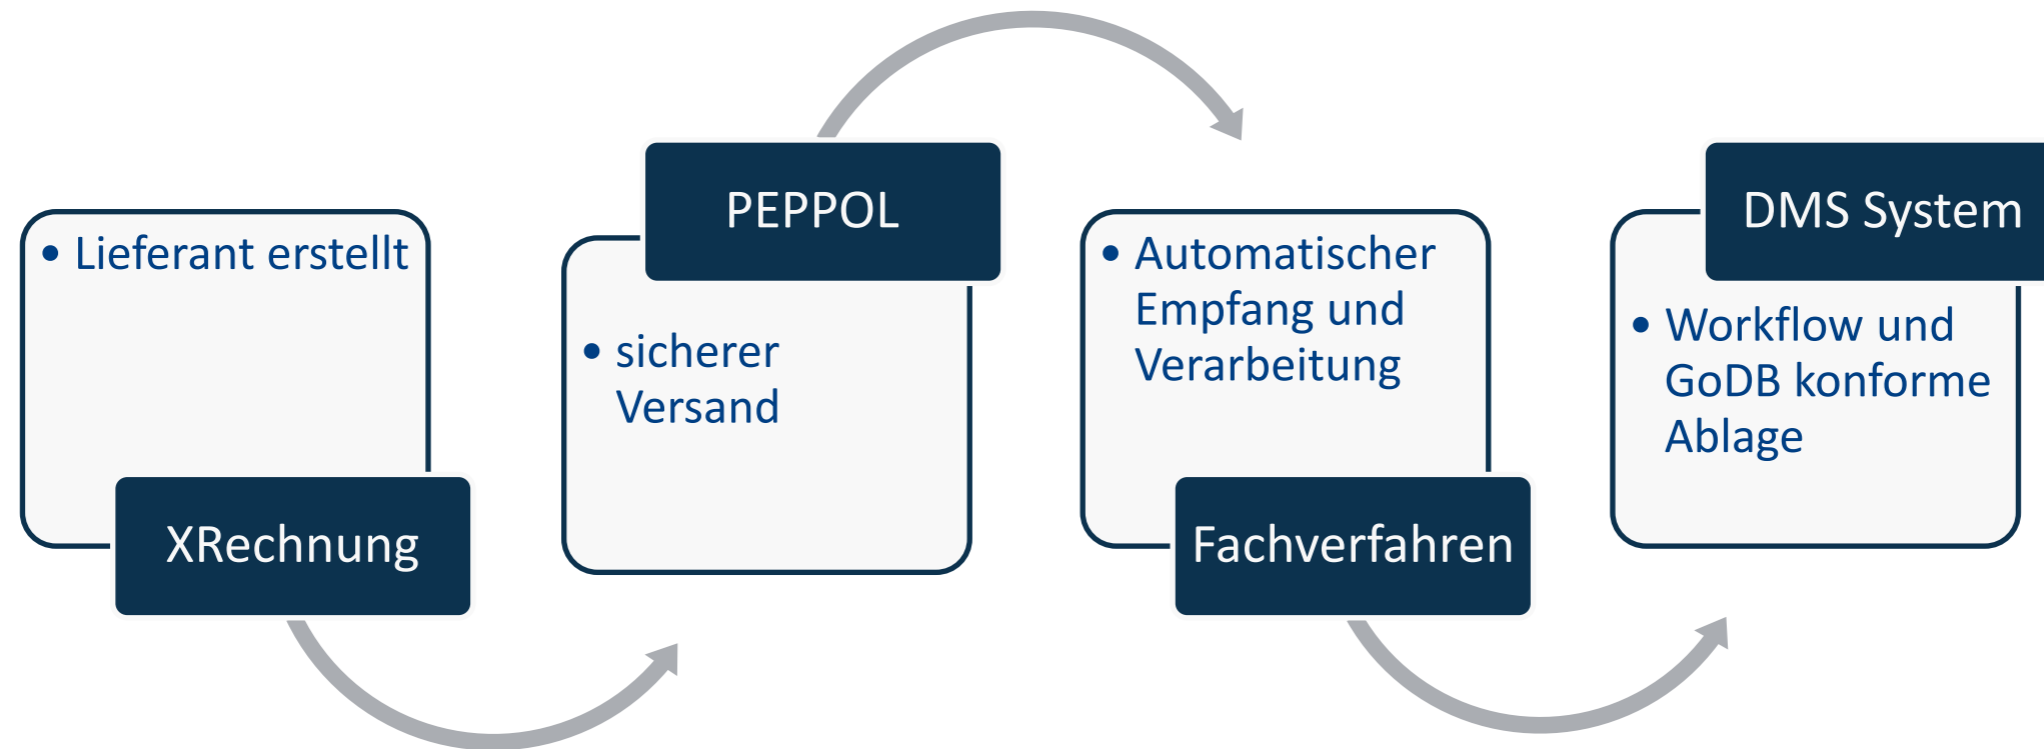 • Lieferant erstellt
XRechnung
PEPPOL
• sicherer
Versand
• Automatischer
Empfang und
Verarbeitung
Fachverfahren
DMS System
• Workflow und
GoDB konforme
Ablage